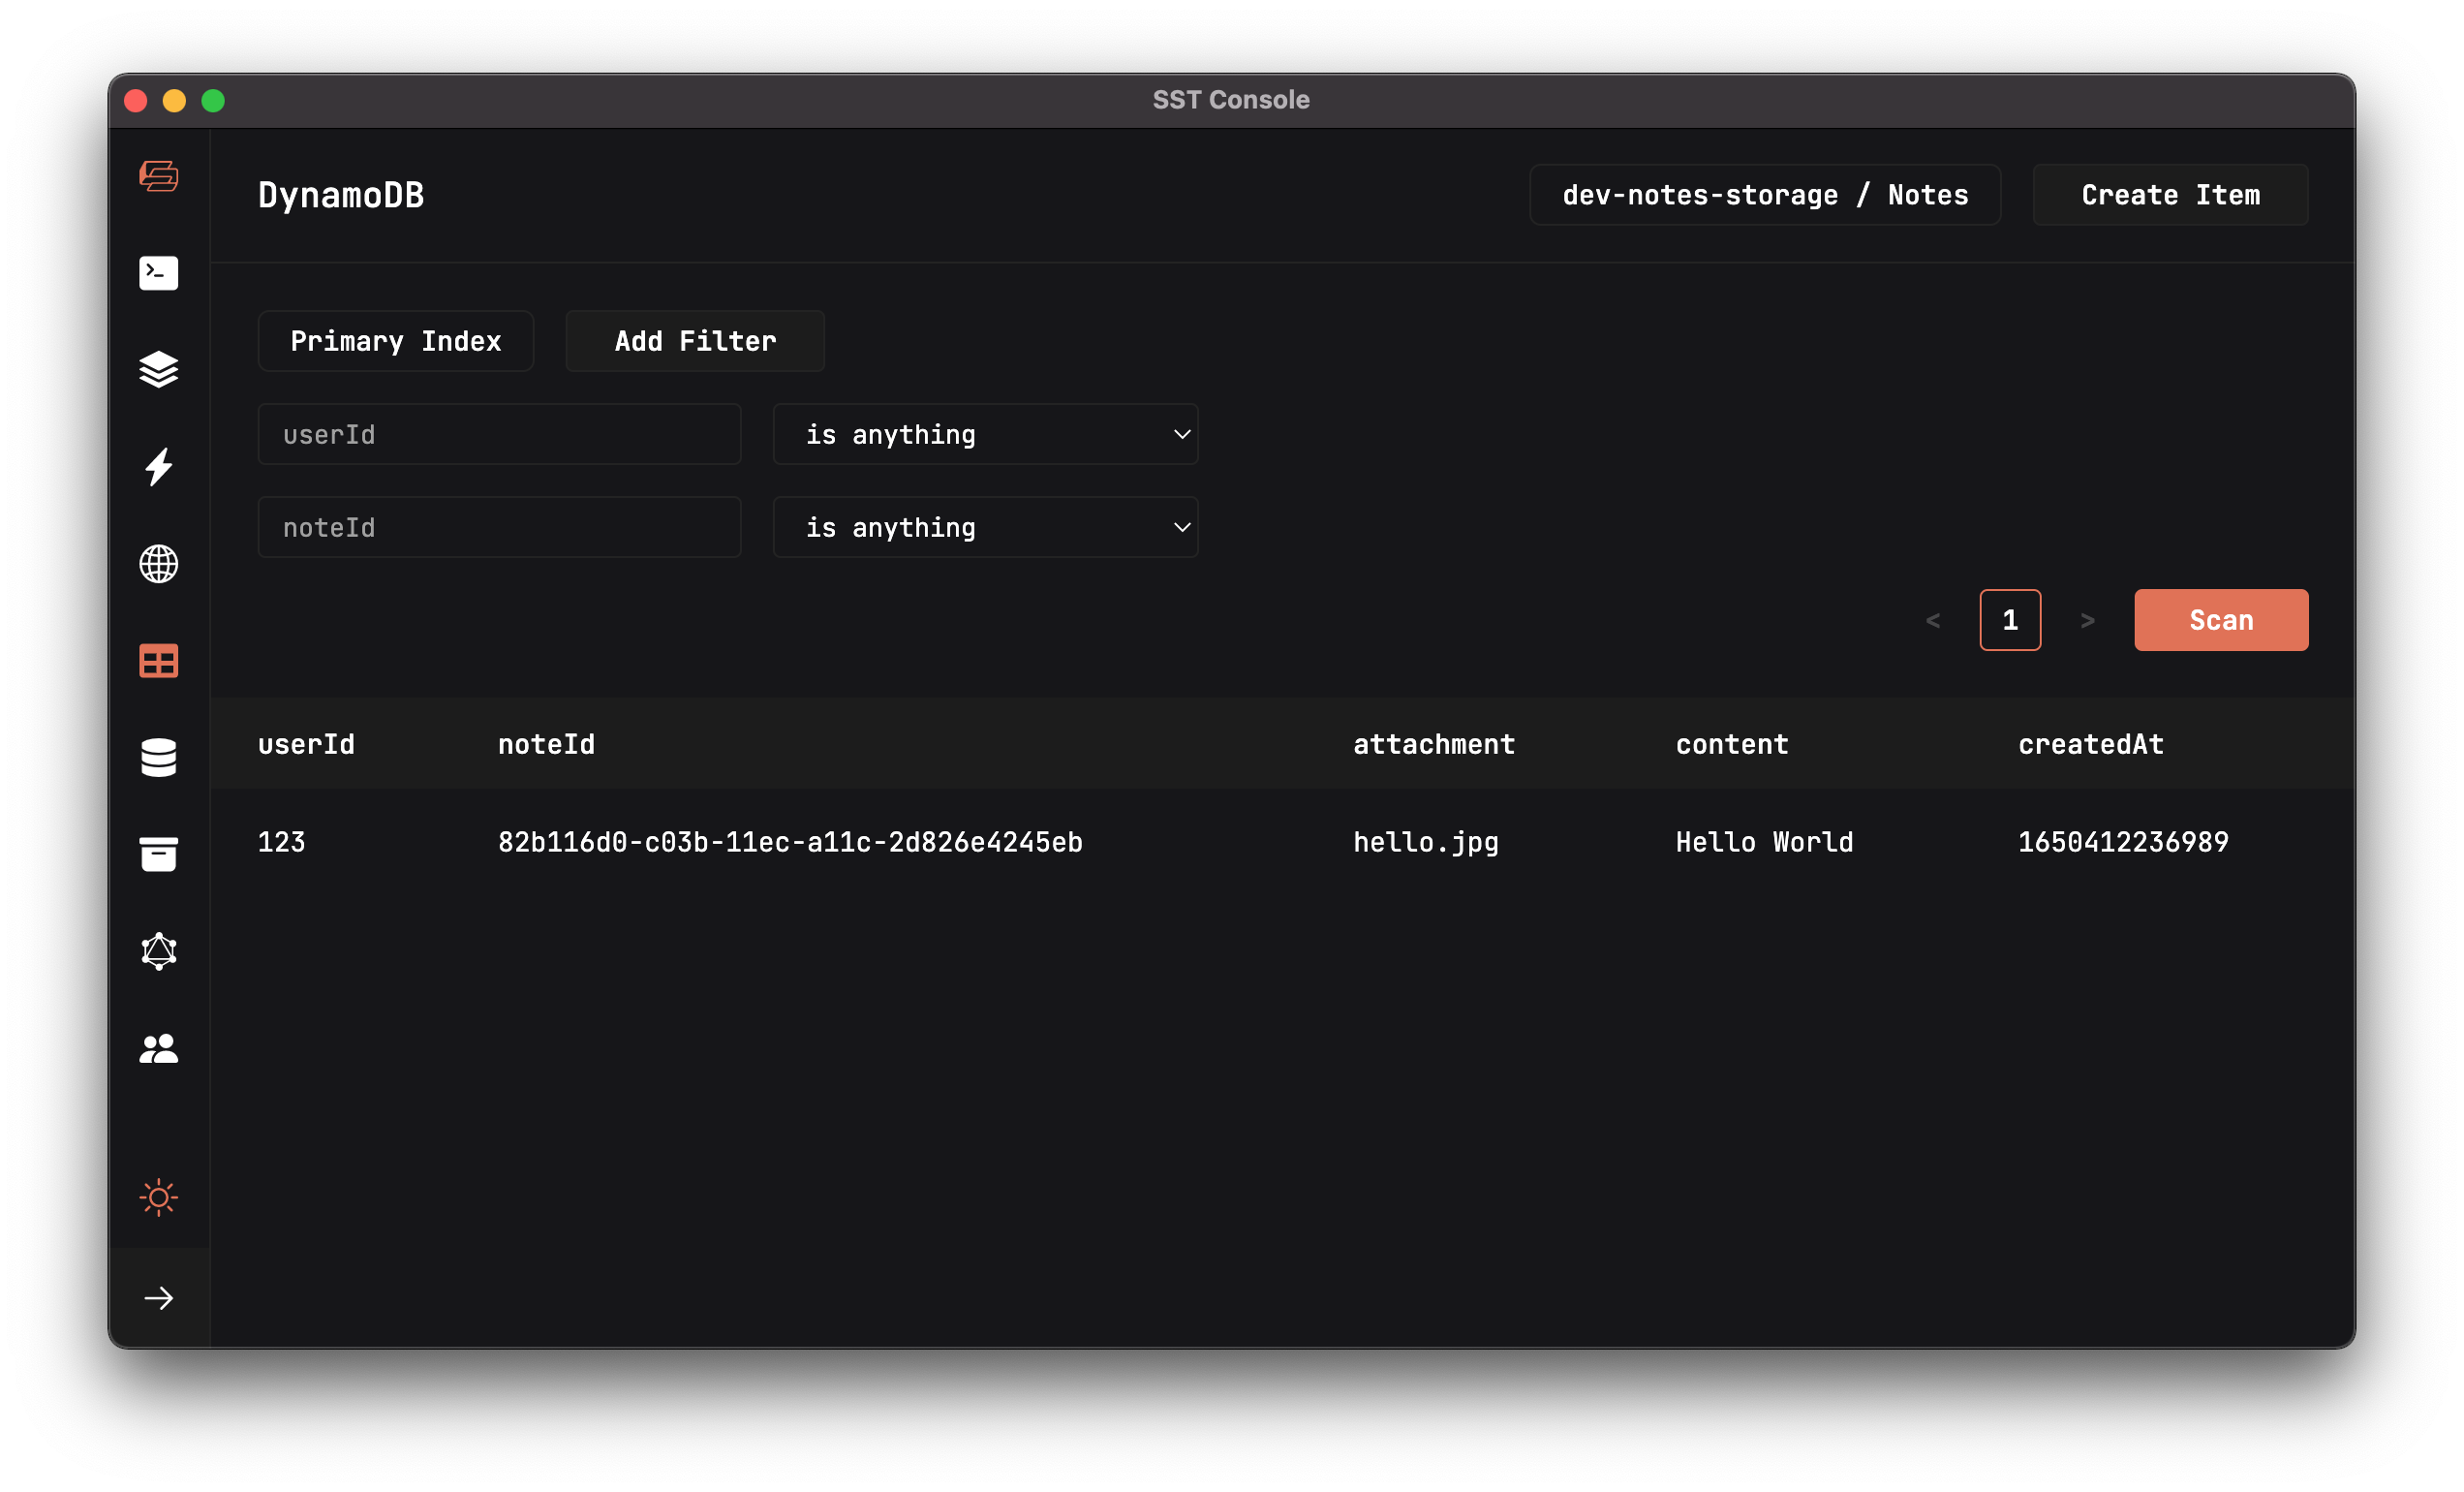 SST Console
DynamoDB
dev-notes-storage / Notes
Create Item
Primary Index
Add Filter
userId
is anything
noteId
is anything
<
1
>
Scan
userId noteId attachment content createdAt
123 82b116d0-c03b-11ec-a11c-2d826e4245eb hello.jpg Hello World 1650412236989